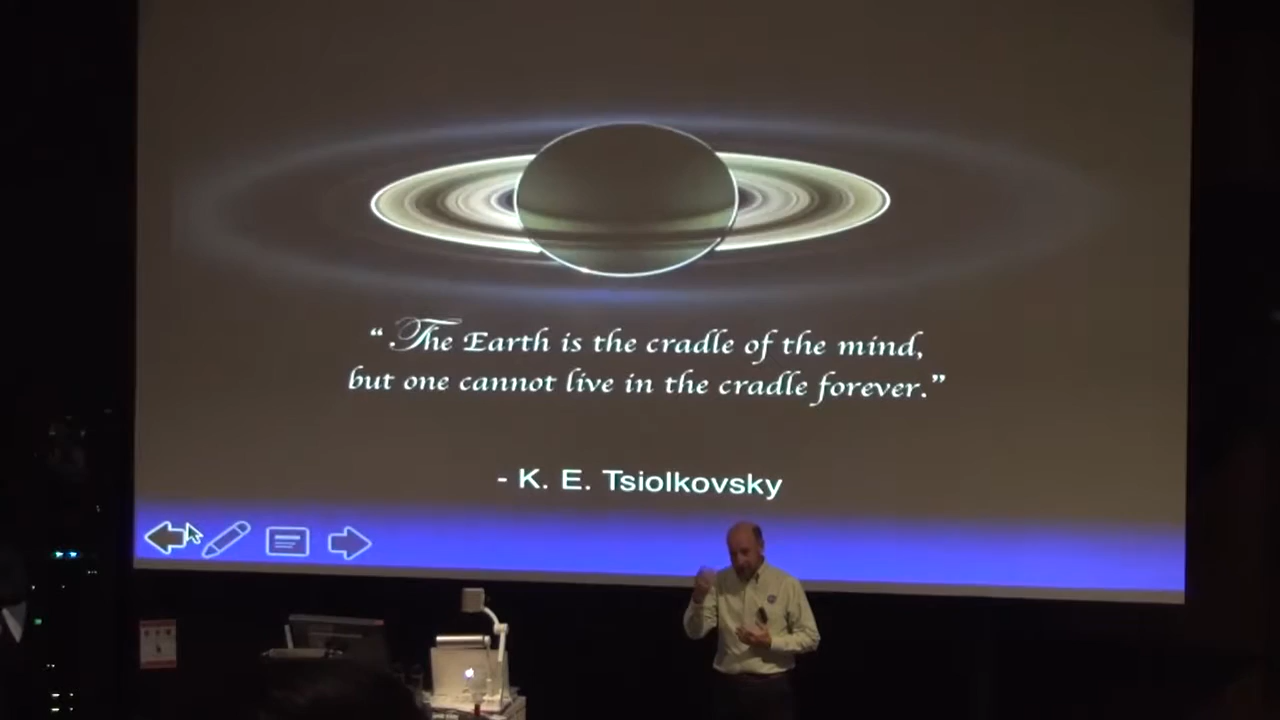 “The Earth is the cradle of the mind,
but one cannot live in the cradle forever.”
- K. E. Tsiolkovsky